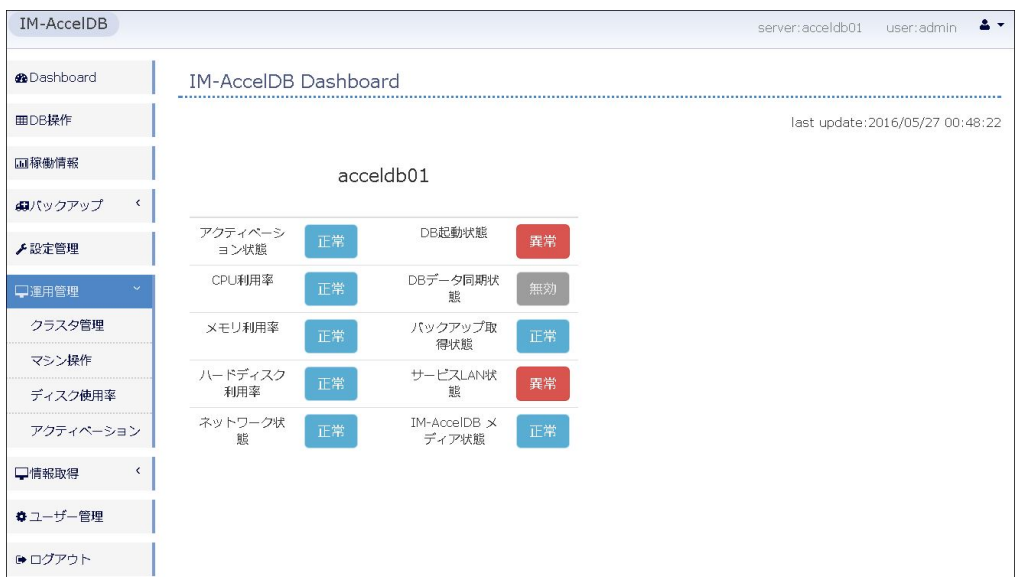 IM-AccelDB
server:acceldb01 user:admin
Dashboard
DB操作
稼働情報
バックアップ
設定管理
運用管理
クラスタ管理
マシン操作
ディスク使用率
アクティベーション
情報取得
ユーザー管理
ログアウト
IM-AccelDB Dashboard
last update:2016/05/27 00:48:22
acceldb01
アクティベーシ
ョン状態
正常
DB起動状態
異常
CPU利用率
正常
DBデータ同期状
態
無効
メモリ利用率
正常
バックアップ取
得状態
正常
ハードディスク
利用率
正常
サービスLAN状
態
異常
ネットワーク状
態
正常
IM-AccelDB メ
ディア状態
正常